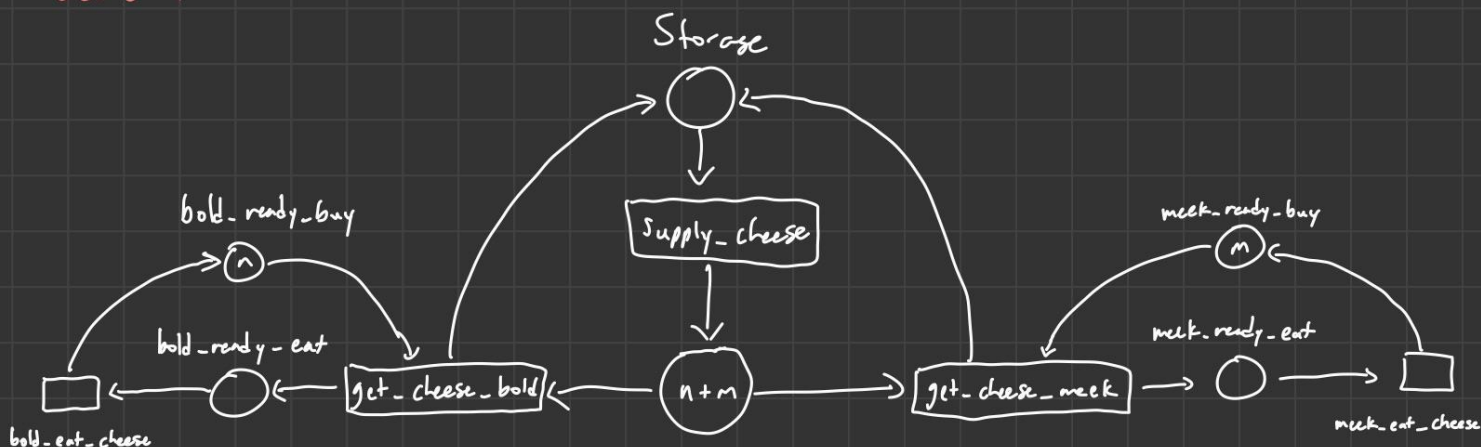 Storage
supply_cheese
bold_ready_buy
n
bold_ready_eat
get_cheese_bold
bold_eat_cheese
n+m
meek_ready_buy
m
meek_ready_eat
get_cheese_meek
meek_eat_cheese